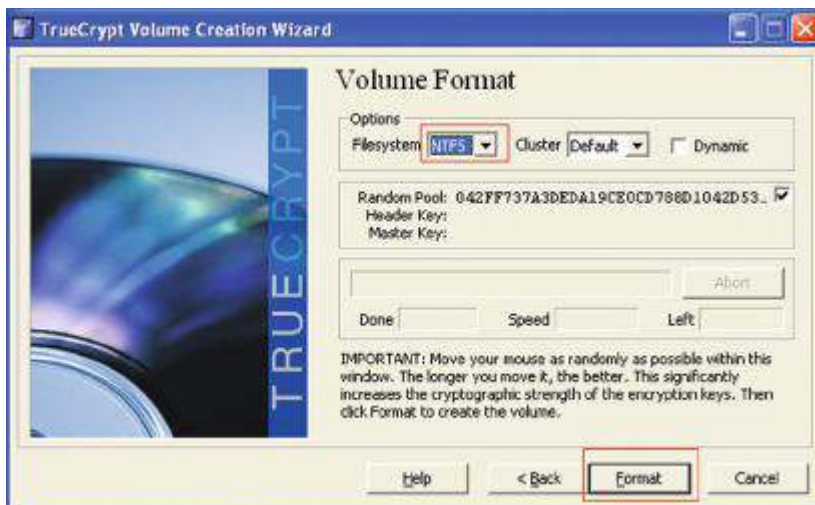 TrueCrypt Volume Creation Wizard
TRUECRYPT
Volume Format
Options
Filesystem NTFS Cluster Default Dynamic
Random Pool: 042FF737A3DEDA19CE0CD788D1042D53...
Header Key:
Master Key:
Abort
Done Speed Left
IMPORTANT: Move your mouse as randomly as possible within this
window. The longer you move it, the better. This significantly
increases the cryptographic strength of the encryption keys. Then
click Format to create the volume.
Help < Back Format Cancel